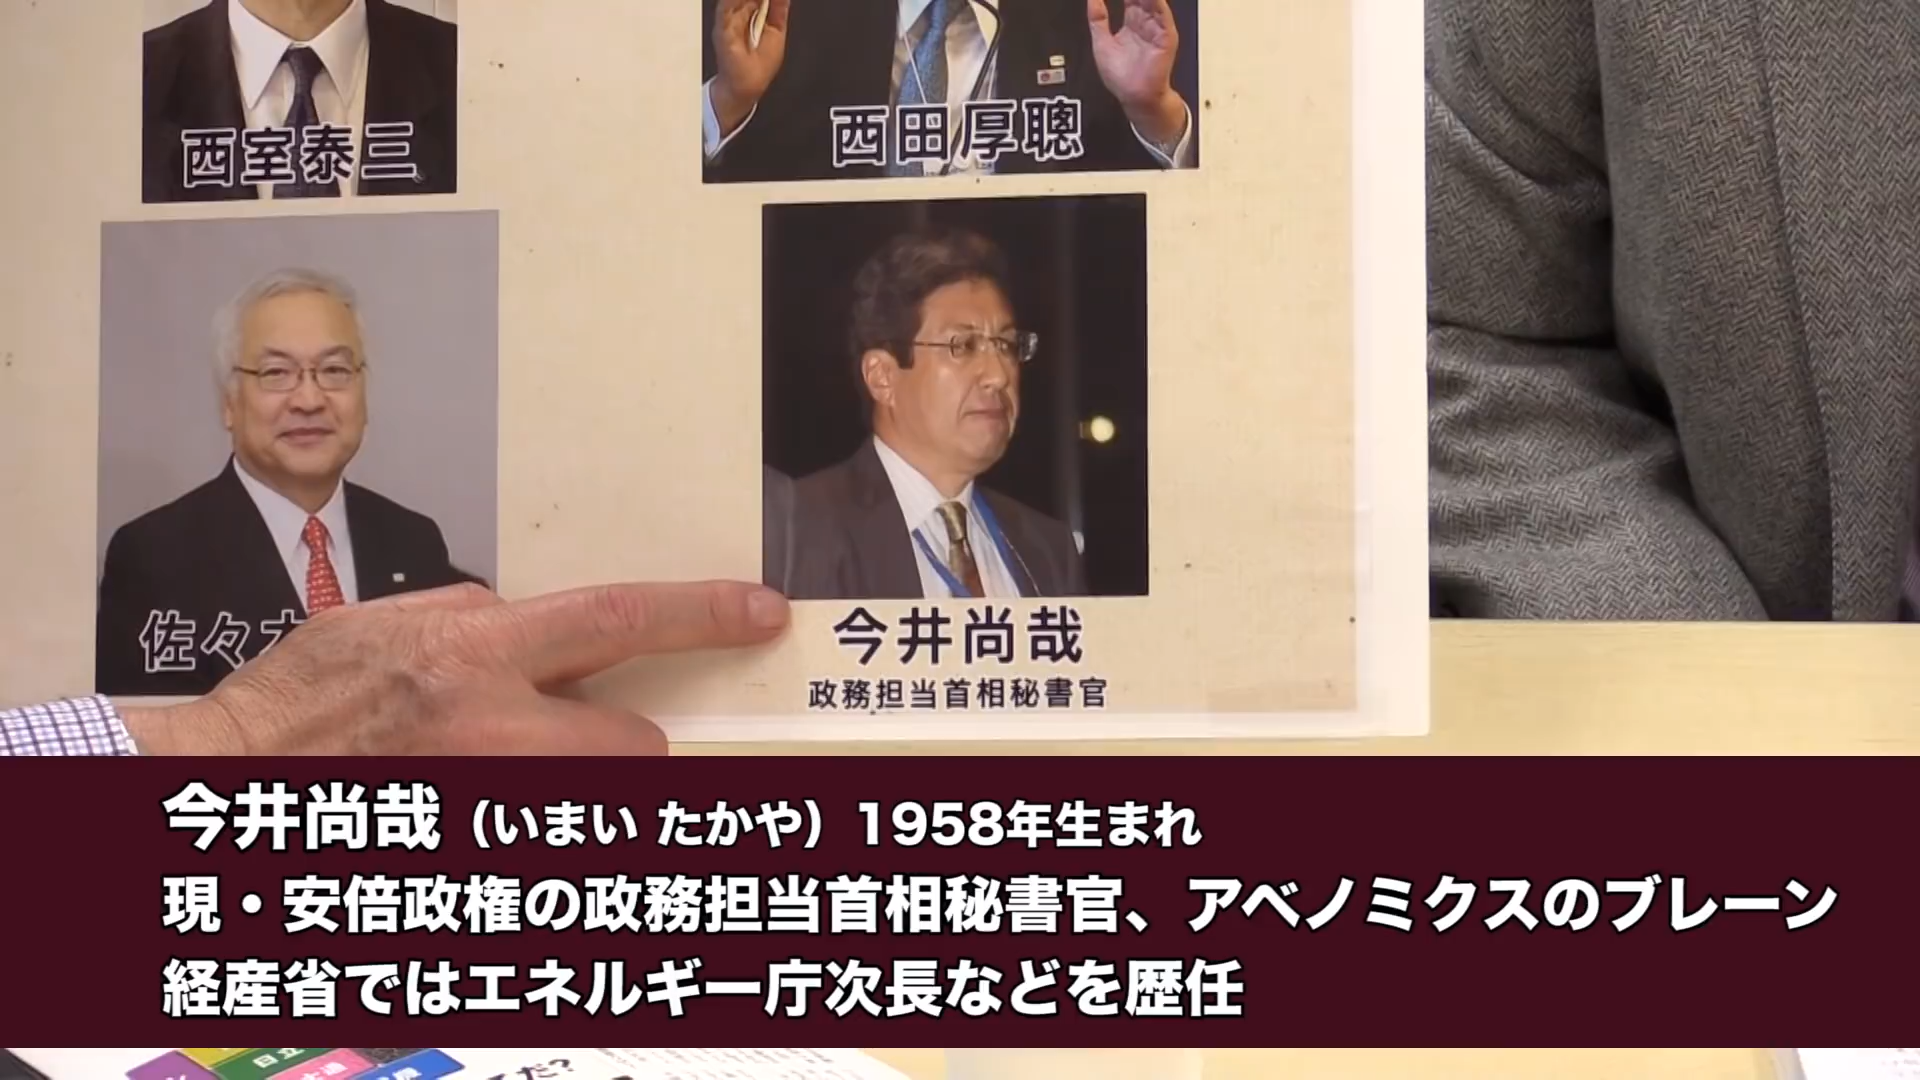 西室泰三
西田厚聰
佐々木
今井尚哉
政務担当首相秘書官
今井尚哉(いまい たかや)1958年生まれ
現・安倍政権の政務担当首相秘書官、アベノミクスのブレーン
経産省ではエネルギー庁次長などを歴任
日立